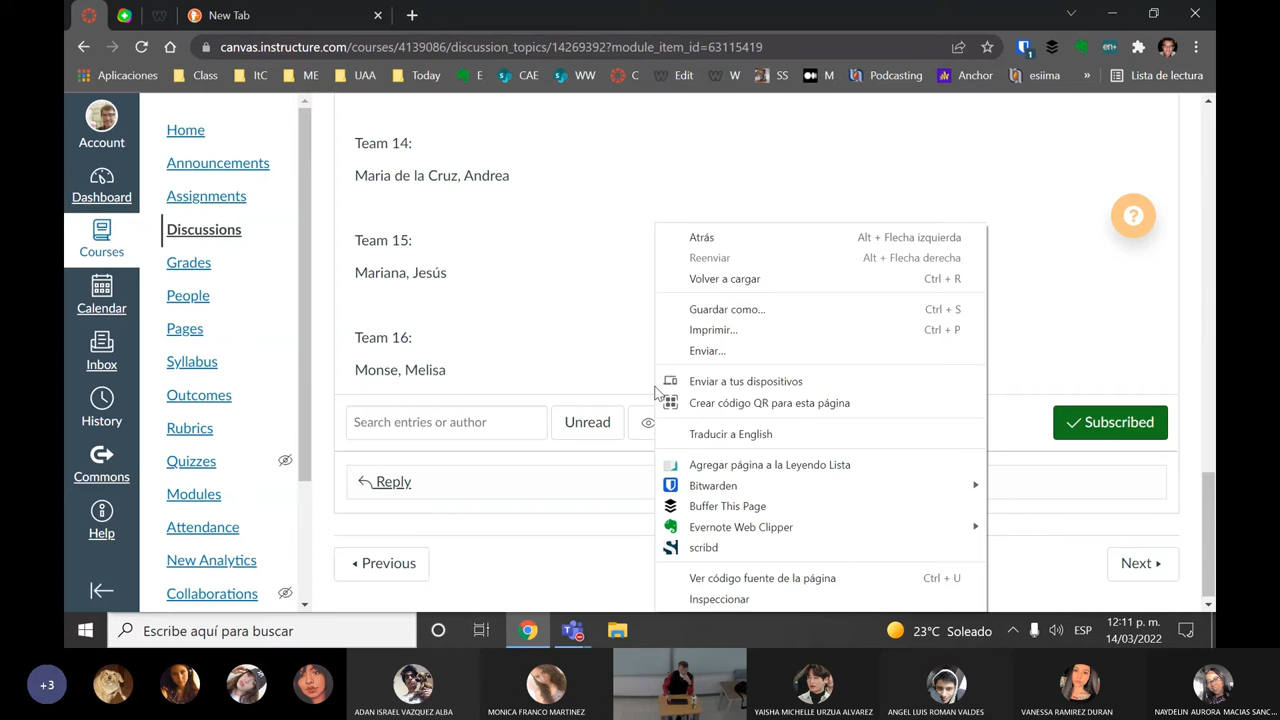 New Tab
canvas.instructure.com/courses/4139086/discussion_topics/14269392?module_item_id=63115419
Aplicaciones Class ItC ME UAA Today E CAE WW C Edit W SS M Podcasting Anchor esiima » Lista de lectura
Account
Dashboard
Courses
Calendar
Inbox
History
Commons
Help
Home
Announcements
Assignments
Discussions
Grades
People
Pages
Syllabus
Outcomes
Rubrics
Quizzes
Modules
Attendance
New Analytics
Collaborations
Team 14:
Maria de la Cruz, Andrea
Team 15:
Mariana, Jesús
Team 16:
Monse, Melisa
Search entries or author Unread
Subscribed
Reply
Previous
Next
Atrás Alt + Flecha izquierda
Reenviar Alt + Flecha derecha
Volver a cargar Ctrl + R
Guardar como... Ctrl + S
Imprimir... Ctrl + P
Enviar...
Enviar a tus dispositivos
Crear código QR para esta página
Traducir a English
Agregar página a la Leyendo Lista
Bitwarden
Buffer This Page
Evernote Web Clipper
scribd
Ver código fuente de la página Ctrl + U
Inspeccionar
Escribe aquí para buscar
23°C Soleado
ESP
12:11 p. m.
14/03/2022
+3
ADAN ISRAEL VAZQUEZ ALBA
MONICA FRANCO MARTINEZ
YAISHA MICHELLE URZUA ALVAREZ
ANGEL LUIS ROMAN VALDES
VANESSA RAMIREZ DURAN
NAYDELIN AURORA MACIAS SANC...